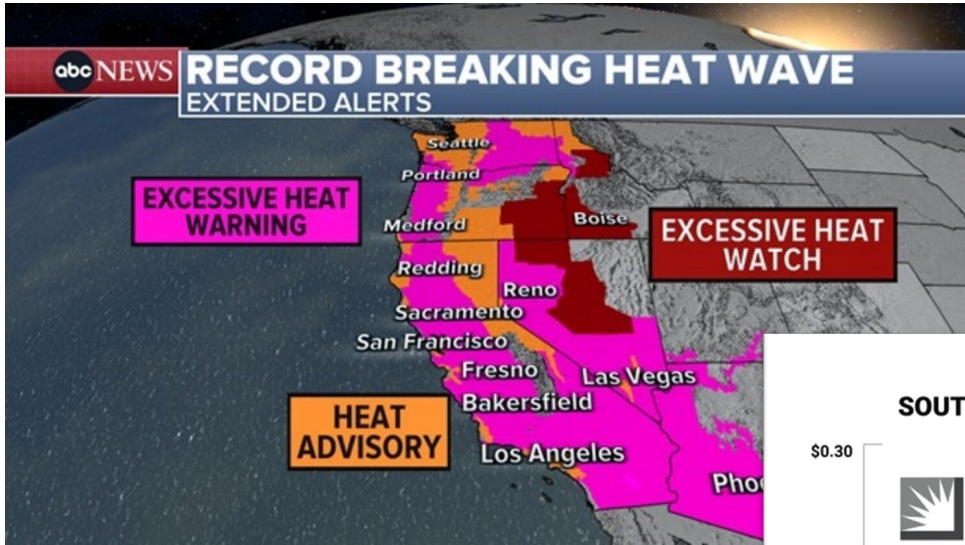 abc NEWS
RECORD BREAKING HEAT WAVE
EXTENDED ALERTS
Seattle
Portland
EXCESSIVE HEAT
WARNING
Medford
Boise
EXCESSIVE HEAT
WATCH
Redding
Reno
Sacramento
San Francisco
Fresno
Las Vegas
Bakersfield
HEAT
ADVISORY
Los Angeles
Pho
SOUT
$0.30